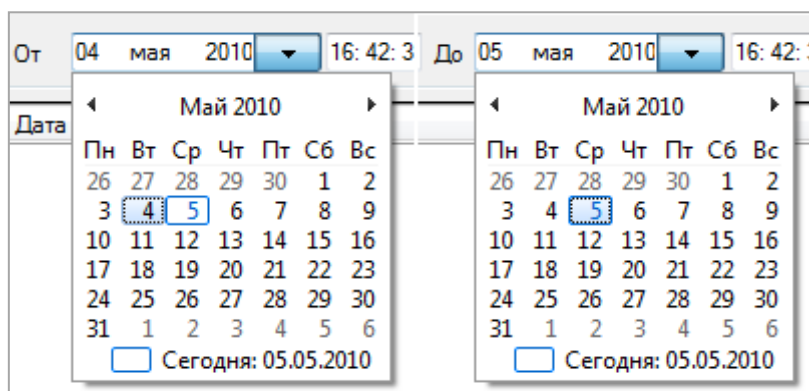 От 04 мая 2010 16: 42: 3 До 05 мая 2010 16: 42:
Дата
Май 2010
Пн Вт Ср Чт Пт Сб Вс
26 27 28 29 30 1 2
3 4 5 6 7 8 9
10 11 12 13 14 15 16
17 18 19 20 21 22 23
24 25 26 27 28 29 30
31 1 2 3 4 5 6
Сегодня: 05.05.2010
Май 2010
Пн Вт Ср Чт Пт Сб Вс
26 27 28 29 30 1 2
3 4 5 6 7 8 9
10 11 12 13 14 15 16
17 18 19 20 21 22 23
24 25 26 27 28 29 30
31 1 2 3 4 5 6
Сегодня: 05.05.2010